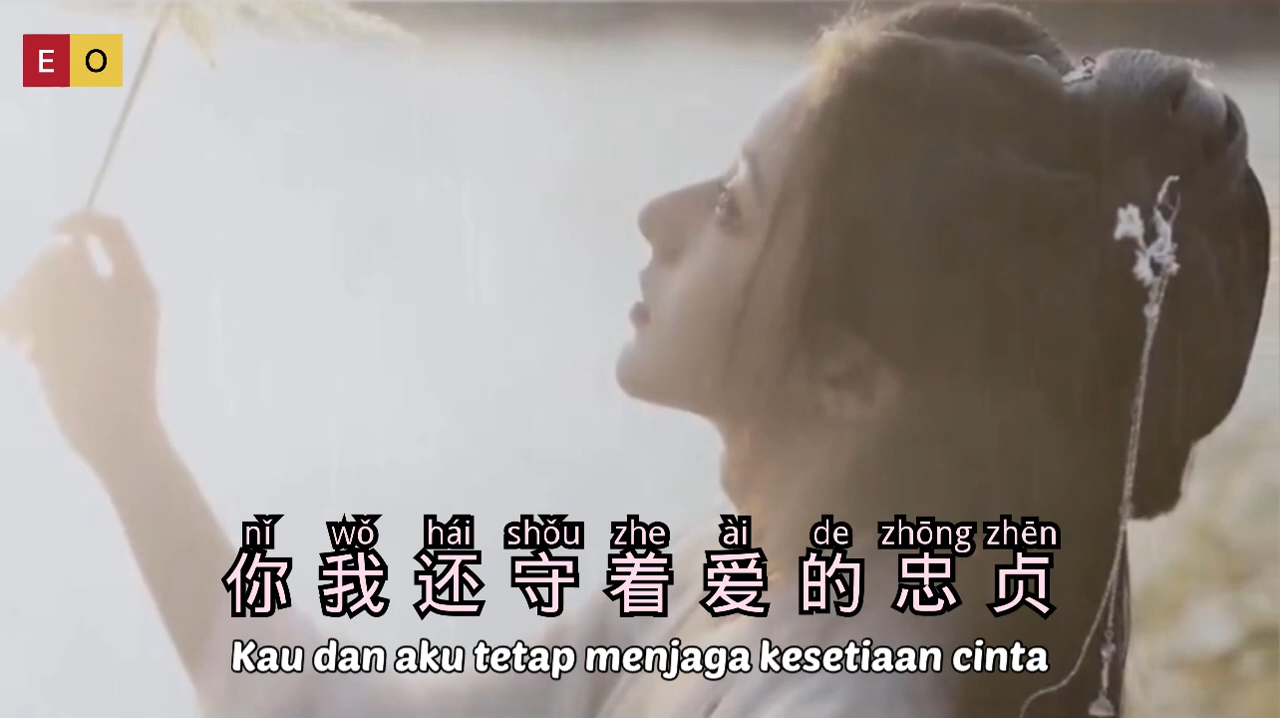 E O
nǐ wǒ hái shǒu zhe ài de zhōng zhēn
你我还守着爱的忠贞
Kau dan aku tetap menjaga kesetiaan cinta